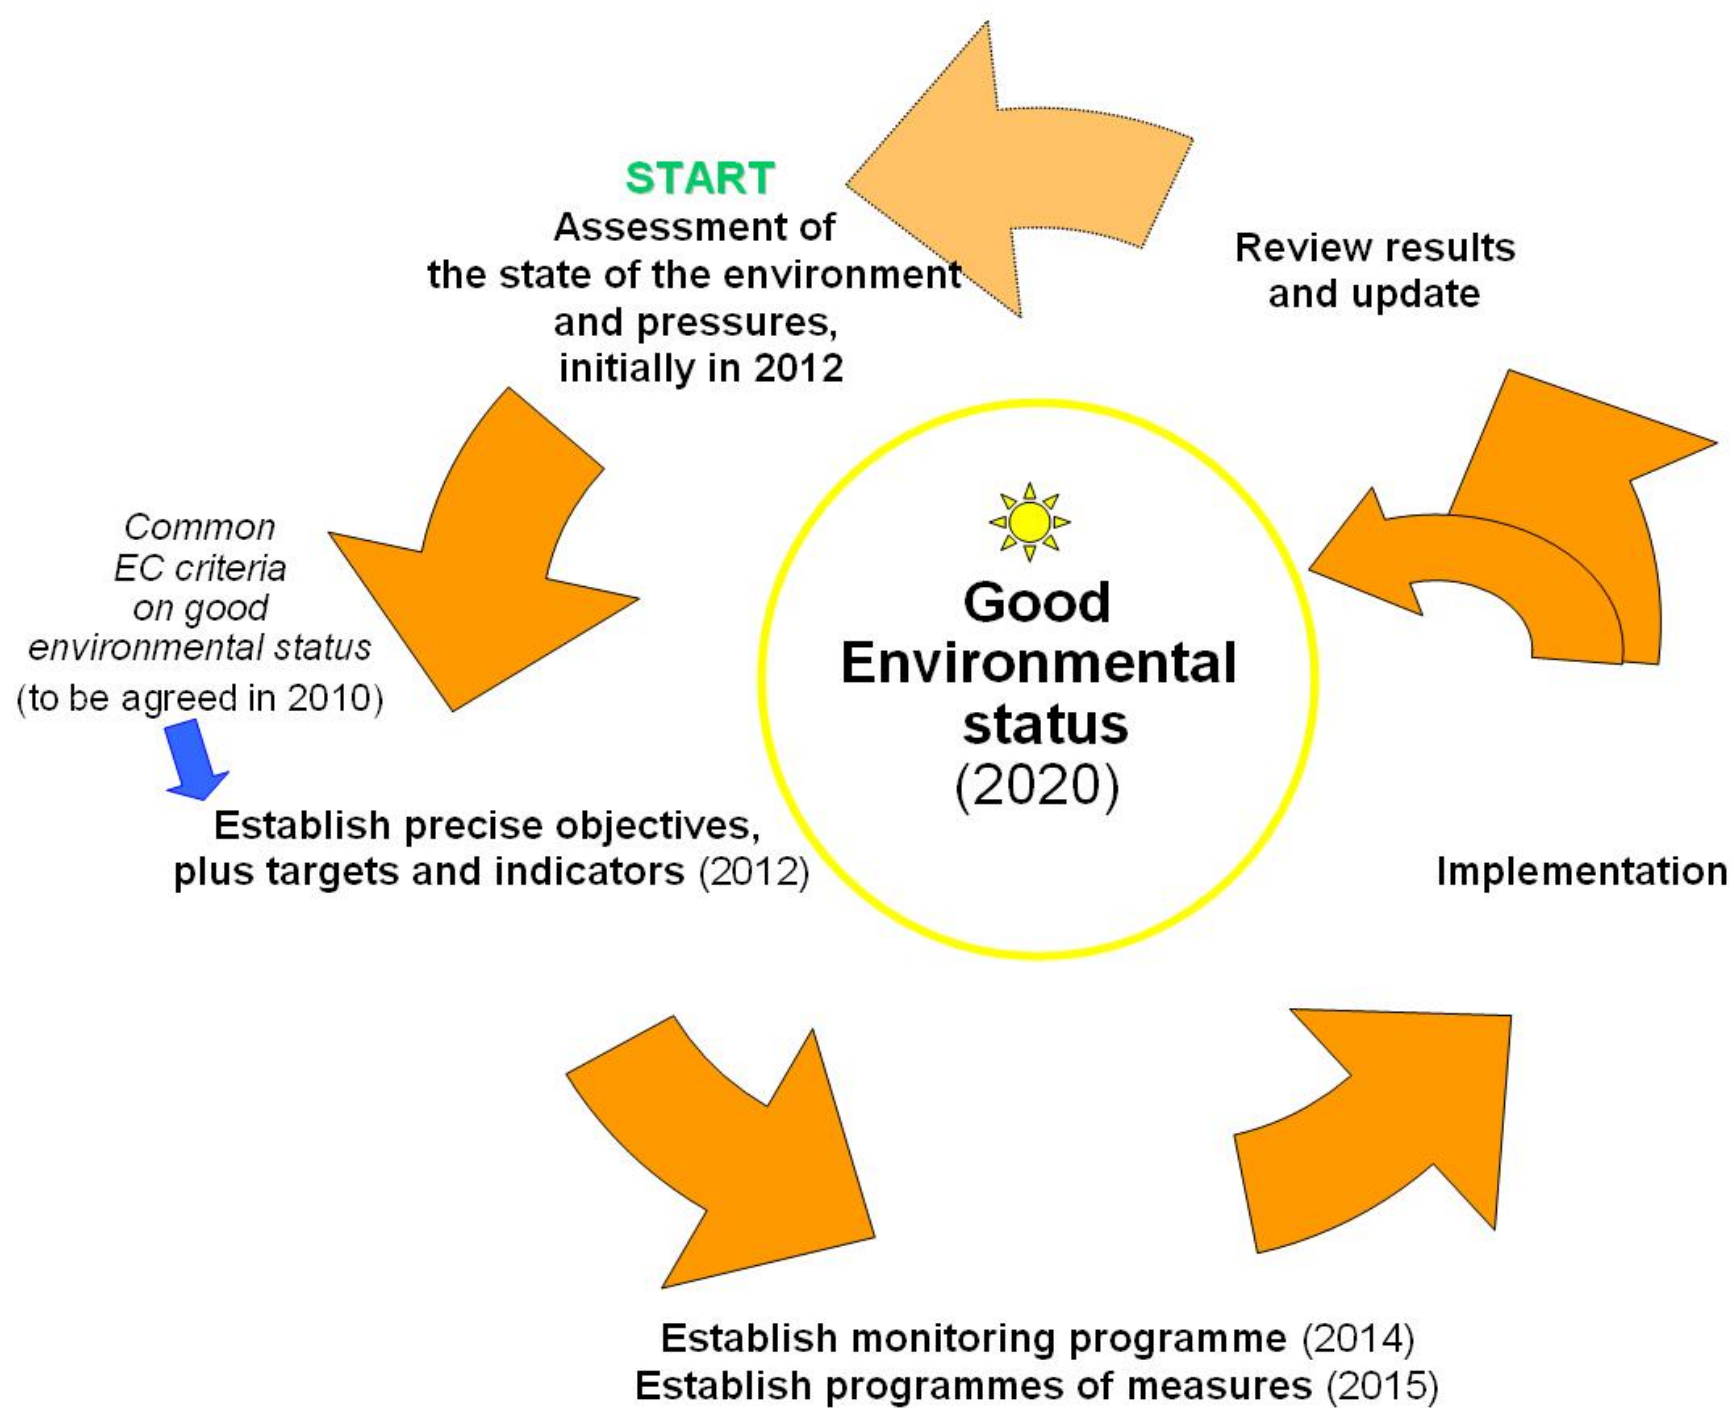 START
Assessment of
the state of the environment
and pressures,
initially in 2012
Review results
and update
Common
EC criteria
on good
environmental status
(to be agreed in 2010)
Good
Environmental
status
(2020)
Establish precise objectives,
plus targets and indicators (2012)
Implementation
Establish monitoring programme (2014)
Establish programmes of measures (2015)